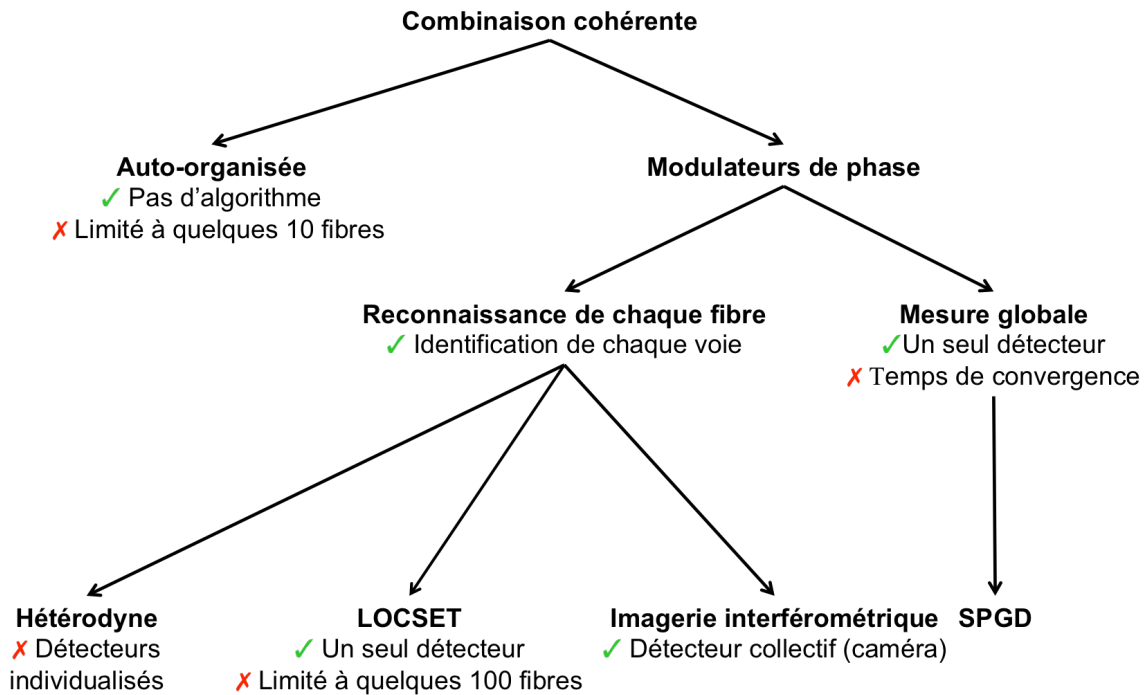 Combinaison cohérente
Auto-organisée
✓ Pas d’algorithme
✗ Limité à quelques 10 fibres
Modulateurs de phase
Reconnaissance de chaque fibre
✓ Identification de chaque voie
Mesure globale
✓Un seul détecteur
✗ Temps de convergence
Hétérodyne
✗ Détecteurs
individualisés
LOCSET
✓ Un seul détecteur
✗ Limité à quelques 100 fibres
Imagerie interférométrique
✓ Détecteur collectif (caméra)
SPGD